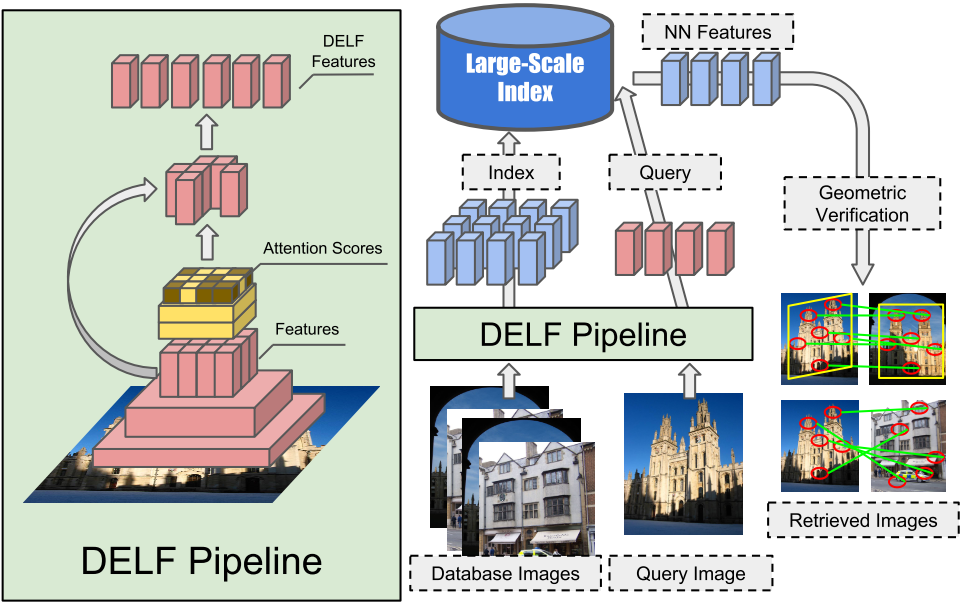 DELF
Features
Attention Scores
Features
DELF Pipeline
Large-Scale
Index
NN Features
Index
Query
Geometric
Verification
DELF Pipeline
Database Images
Query Image
Retrieved Images